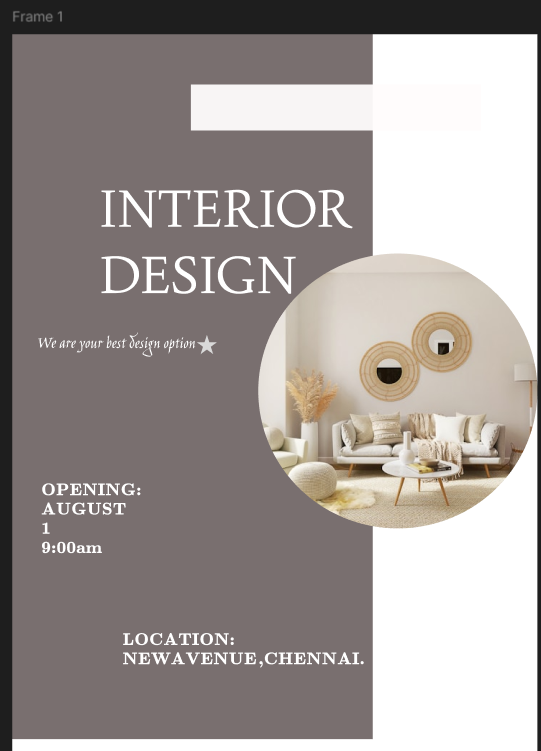 Frame 1
INTERIOR
DESIGN
We are your best design option
OPENING:
AUGUST
1
9:00am
LOCATION:
NEWAVENUE,CHENNAI.